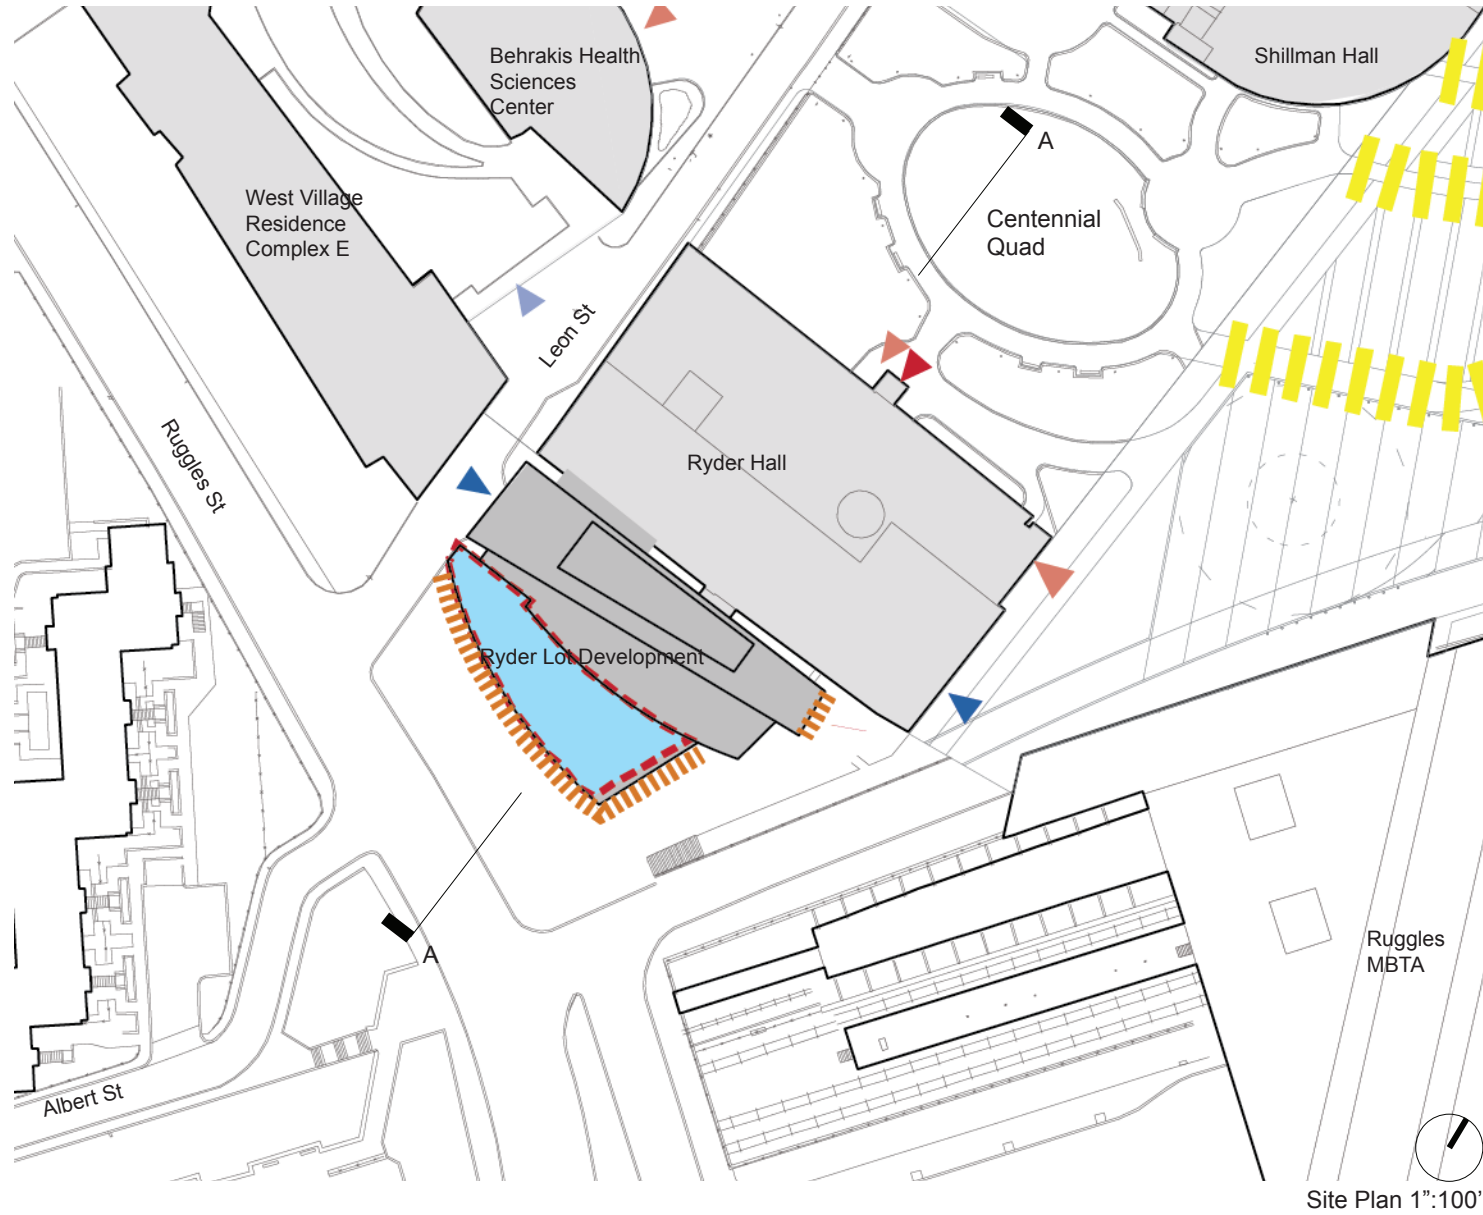 Behrakis Health
Sciences
Center
Shillman Hall
A
West Village
Residence
Complex E
Centennial
Quad
Leon St
Ruggles St
Ryder Hall
Ryder Lot Development
A
Ruggles
MBTA
Albert St
Site Plan 1":100'